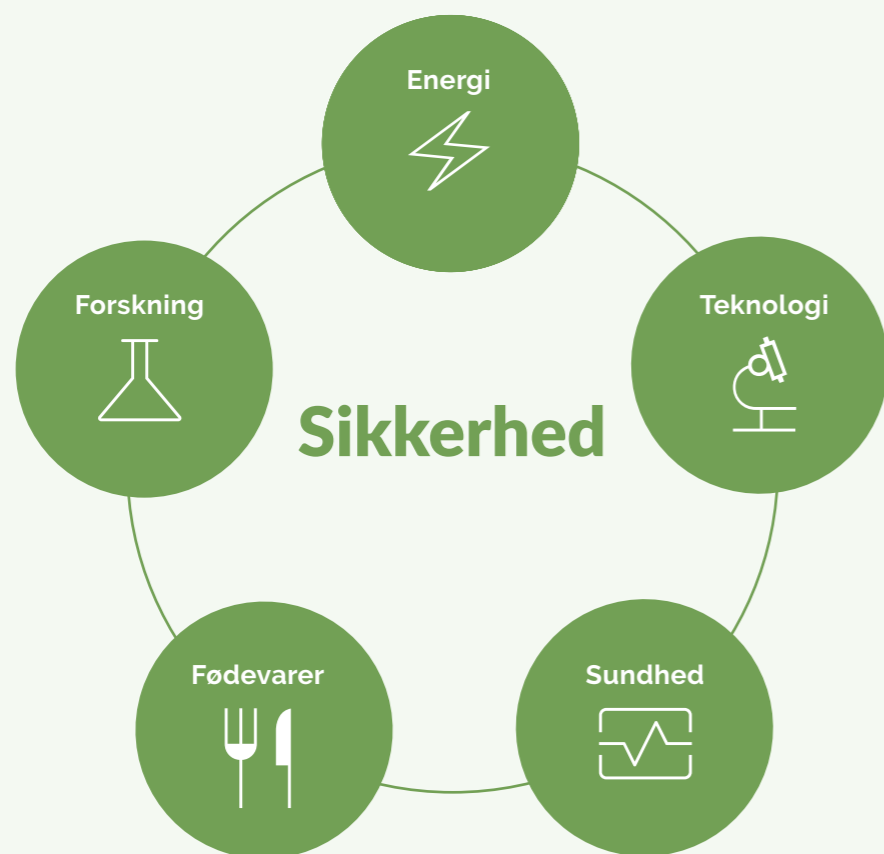 Energi
Forskning
Teknologi
Sikkerhed
Fødevarer
Sundhed